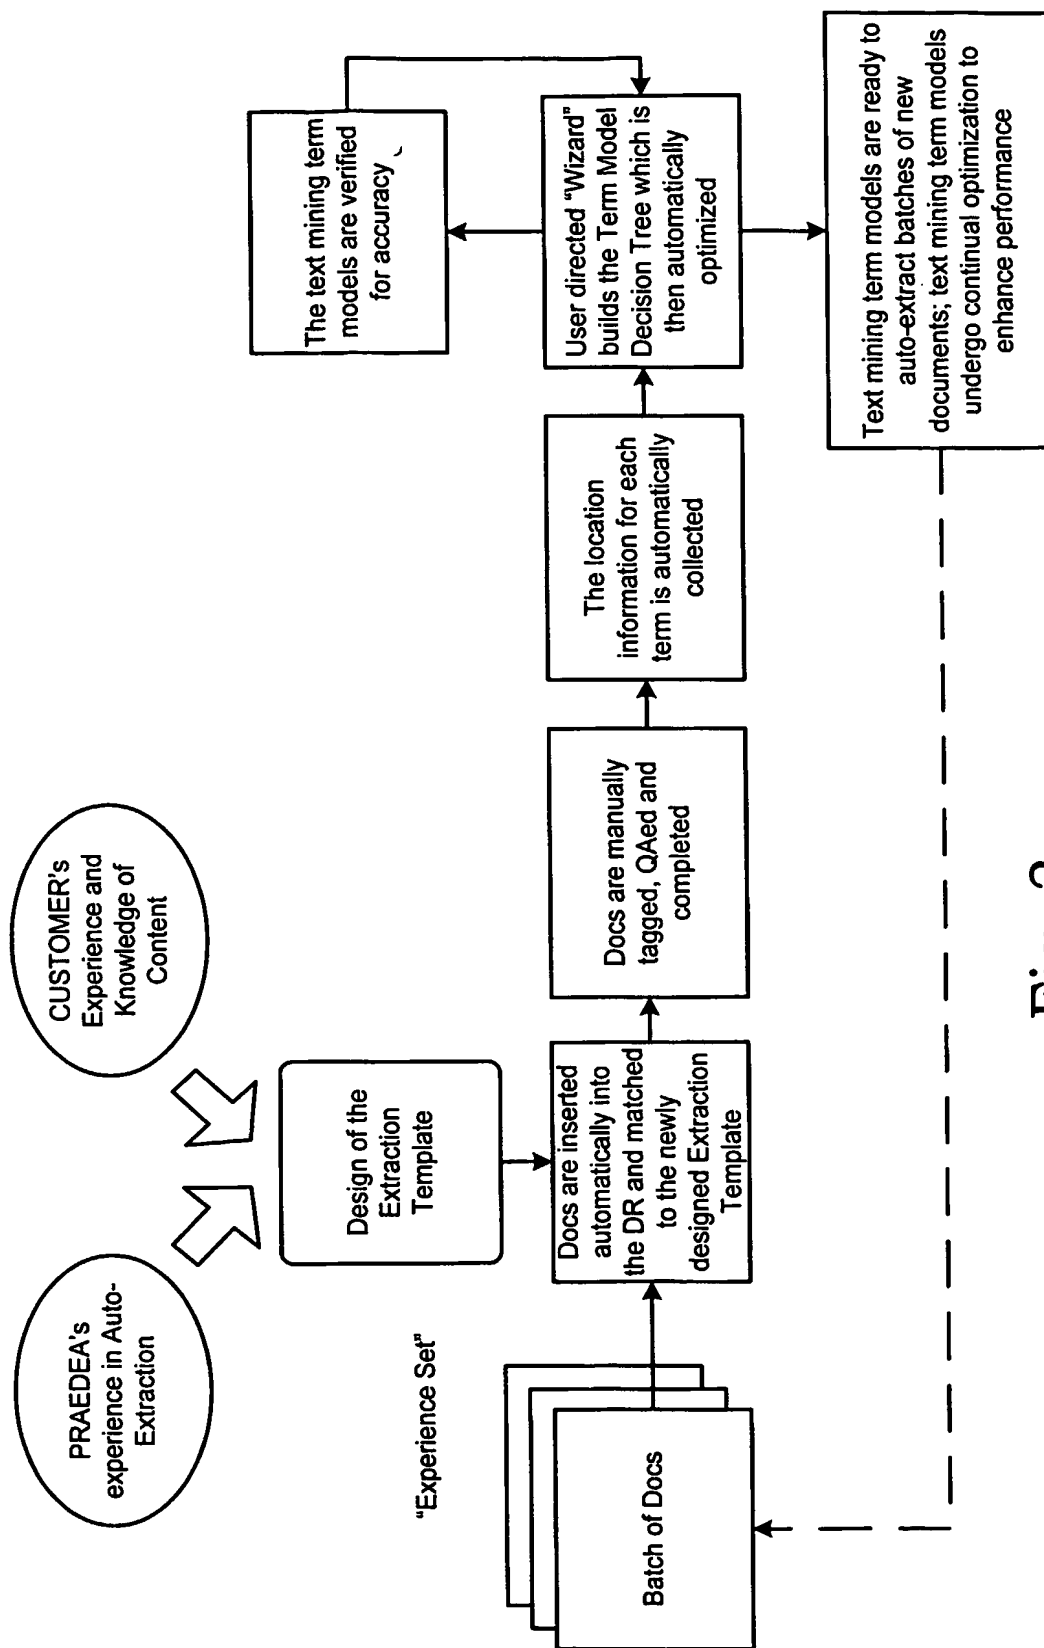 PRAEDEA's
experience in Auto-
Extraction
CUSTOMER's
Experience and
Knowledge of
Content
Design of the
Extraction
Template
"Experience Set"
Batch of Docs
Docs are inserted
automatically into
the DR and matched
to the newly
designed Extraction
Template
Docs are manually
tagged, QAed and
completed
The location
information for each
term is automatically
collected
User directed "Wizard"
builds the Term Model
Decision Tree which is
then automatically
optimized
The text mining term
models are verified
for accuracy
Text mining term models are ready to
auto-extract batches of new
documents; text mining term models
undergo continual optimization to
enhance performance